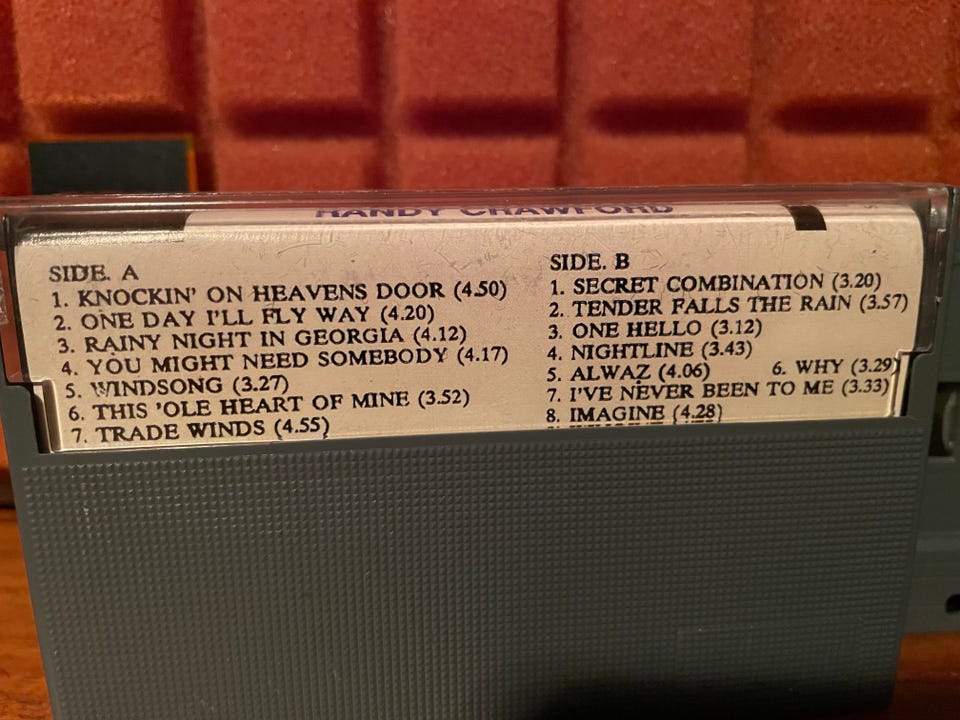 RANDY CRAWFORD
SIDE. A
1. KNOCKIN' ON HEAVENS DOOR (4.50)
2. ONE DAY I'LL FLY WAY (4.20)
3. RAINY NIGHT IN GEORGIA (4.12)
4. YOU MIGHT NEED SOMEBODY (4.17)
5. WINDSONG (3.27)
6. THIS 'OLE HEART OF MINE (3.52)
7. TRADE WINDS (4.55)
SIDE. B
1. SECRET COMBINATION (3.20)
2. TENDER FALLS THE RAIN (3.57)
3. ONE HELLO (3.12)
4. NIGHTLINE (3.43)
5. ALWAZ (4.06) 6. WHY (3.29)
7. I'VE NEVER BEEN TO ME (3.33)
8. IMAGINE (4.28)